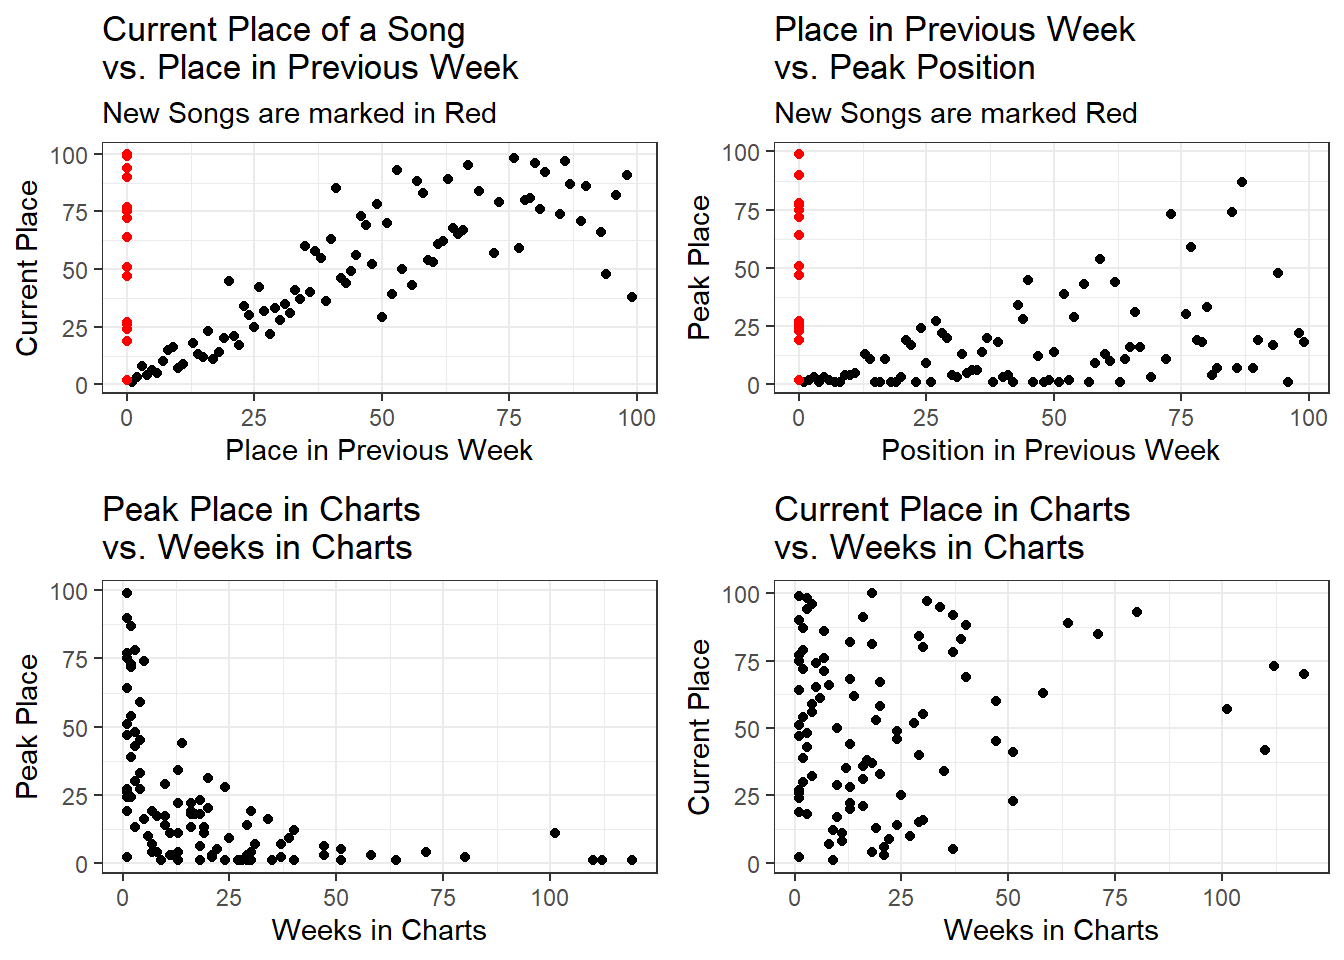 Current Place of a Song
vs. Place in Previous Week
New Songs are marked in Red
100
75
50
25
0
Current Place
0
25
50
75
100
Place in Previous Week
Place in Previous Week
vs. Peak Position
New Songs are marked Red
100
75
50
25
0
Peak Place
0
25
50
75
100
Position in Previous Week
Peak Place in Charts
vs. Weeks in Charts
100
75
50
25
0
Peak Place
0
25
50
75
100
Weeks in Charts
Current Place in Charts
vs. Weeks in Charts
100
75
50
25
0
Current Place
0
25
50
75
100
Weeks in Charts